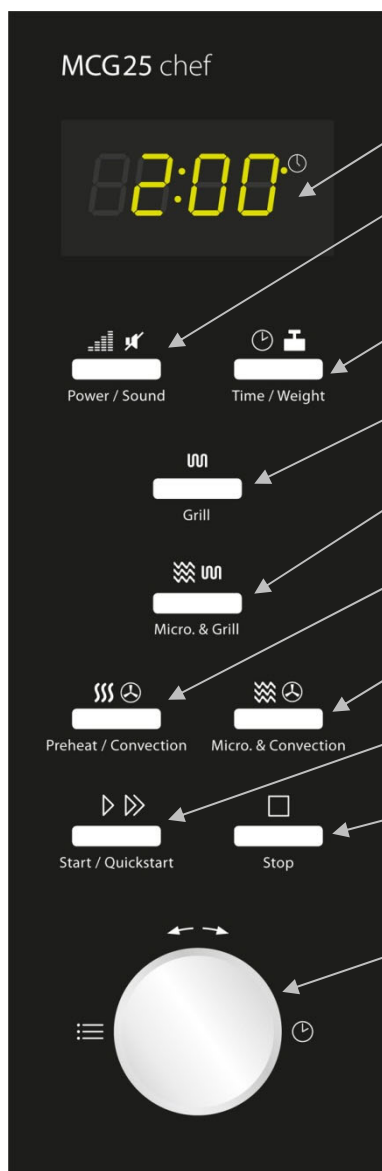 MCG25 chef
2:00
Power / Sound
Time / Weight
Grill
Micro. & Grill
Preheat / Convection
Micro. & Convection
Start / Quickstart
Stop